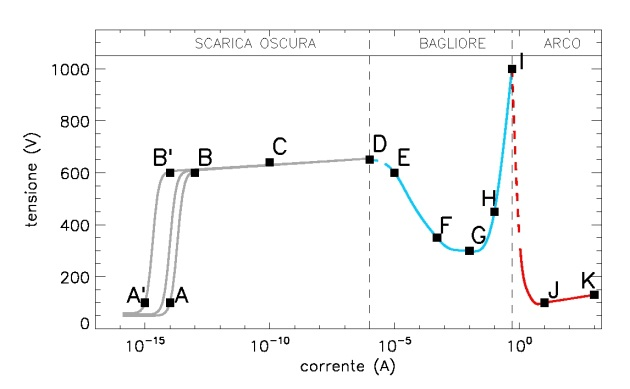 SCARICA OSCURA BAGLIORE ARCO
1000 I
800
B' B C D E
600
H
400 F G
200
A' A J K
0
10^-15 10^-10 10^-5 10^0
corrente (A)
tensione (V)